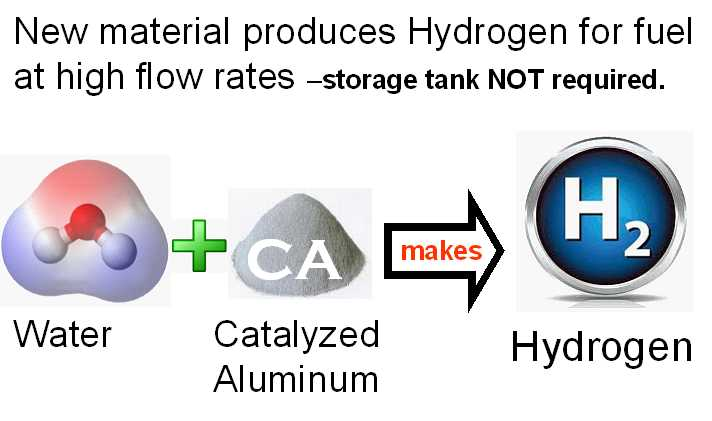 New material produces Hydrogen for fuel
at high flow rates –storage tank NOT required.
CA
makes
H2
Water
Catalyzed
Aluminum
Hydrogen